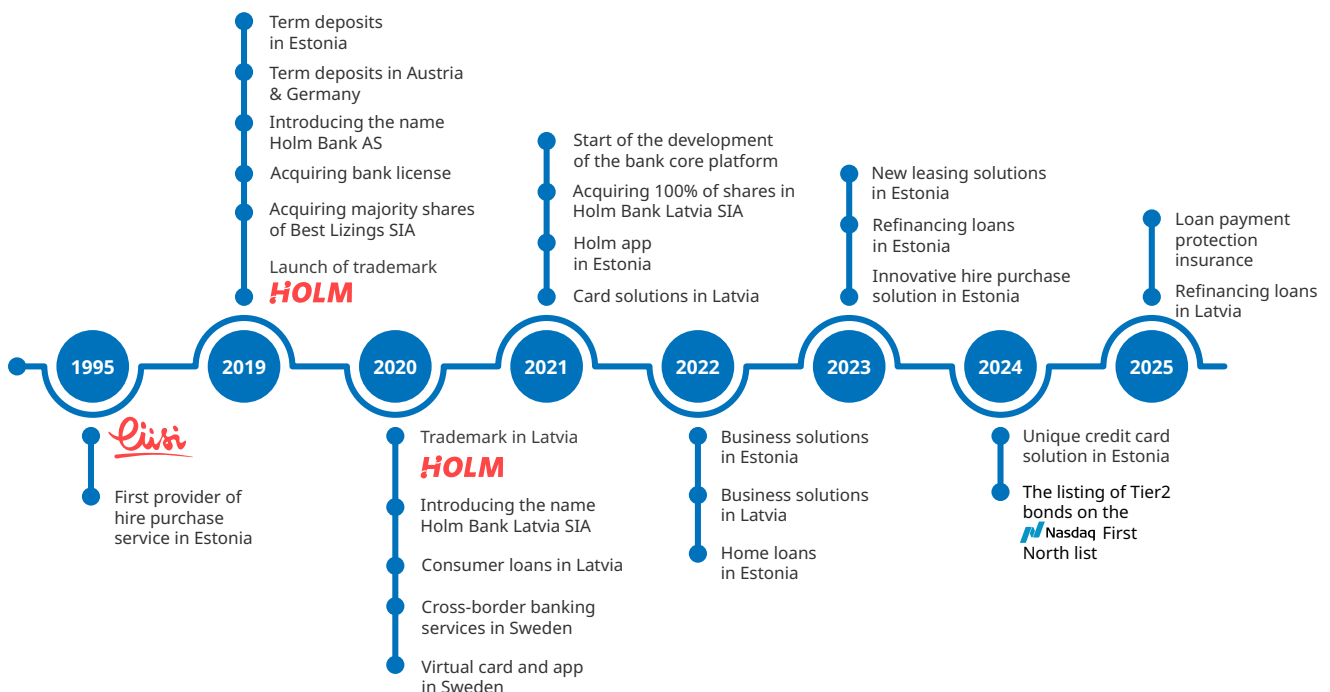 Term deposits
in Estonia
Term deposits in Austria
& Germany
Introducing the name
Holm Bank AS
Acquiring bank license
Acquiring majority shares
of Best Lizings SIA
Launch of trademark
HOLM
Start of the development
of the bank core platform
Acquiring 100% of shares in
Holm Bank Latvia SIA
Holm app
in Estonia
Card solutions in Latvia
New leasing solutions
in Estonia
Refinancing loans
in Estonia
Innovative hire purchase
solution in Estonia
Loan payment
protection
insurance
Refinancing loans
in Latvia
1995
2019
2020
2021
2022
2023
2024
2025
Liisi
First provider of
hire purchase
service in Estonia
Trademark in Latvia
HOLM
Introducing the name
Holm Bank Latvia SIA
Consumer loans in Latvia
Cross-border banking
services in Sweden
Virtual card and app
in Sweden
Business solutions
in Estonia
Business solutions
in Latvia
Home loans
in Estonia
Unique credit card
solution in Estonia
The listing of Tier2
bonds on the
Nasdaq First
North list